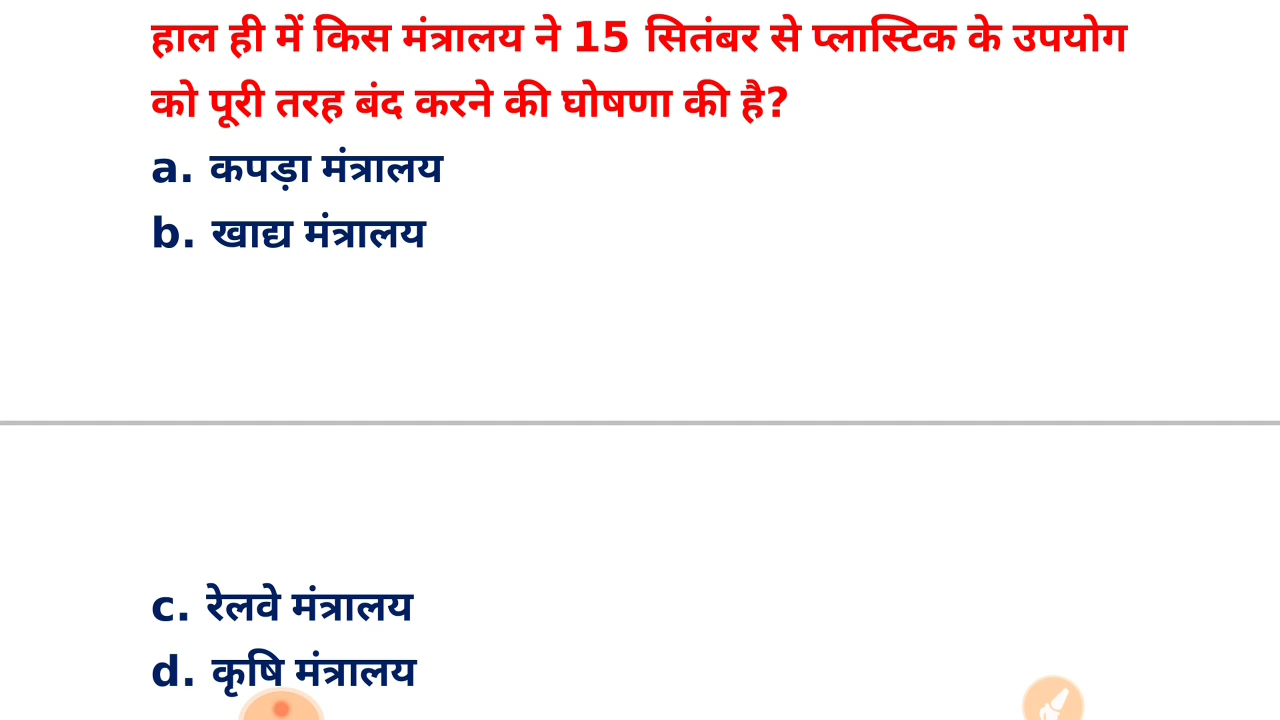 हाल ही में किस मंत्रालय ने 15 सितंबर से प्लास्टिक के उपयोग
को पूरी तरह बंद करने की घोषणा की है?
a. कपड़ा मंत्रालय
b. खाद्य मंत्रालय
c. रेलवे मंत्रालय
d. कृषि मंत्रालय